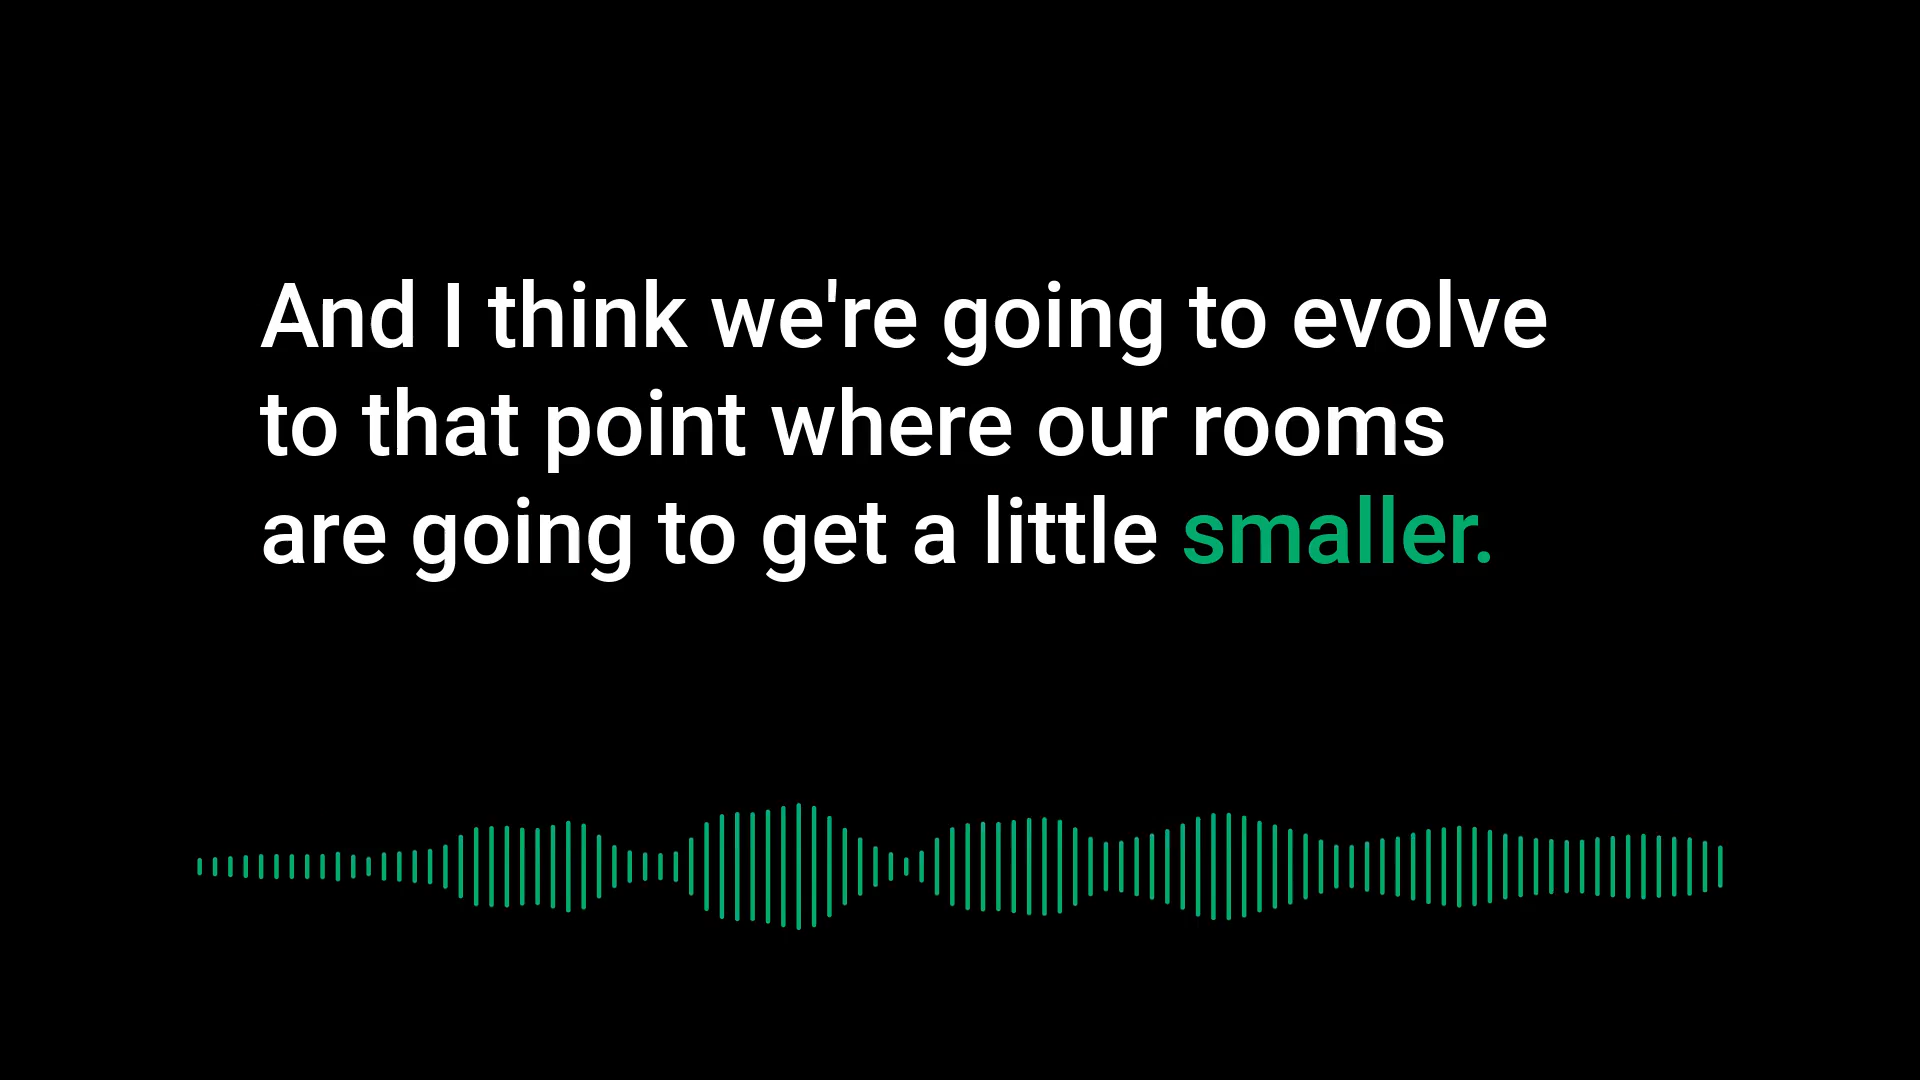 And I think we're going to evolve
to that point where our rooms
are going to get a little smaller.